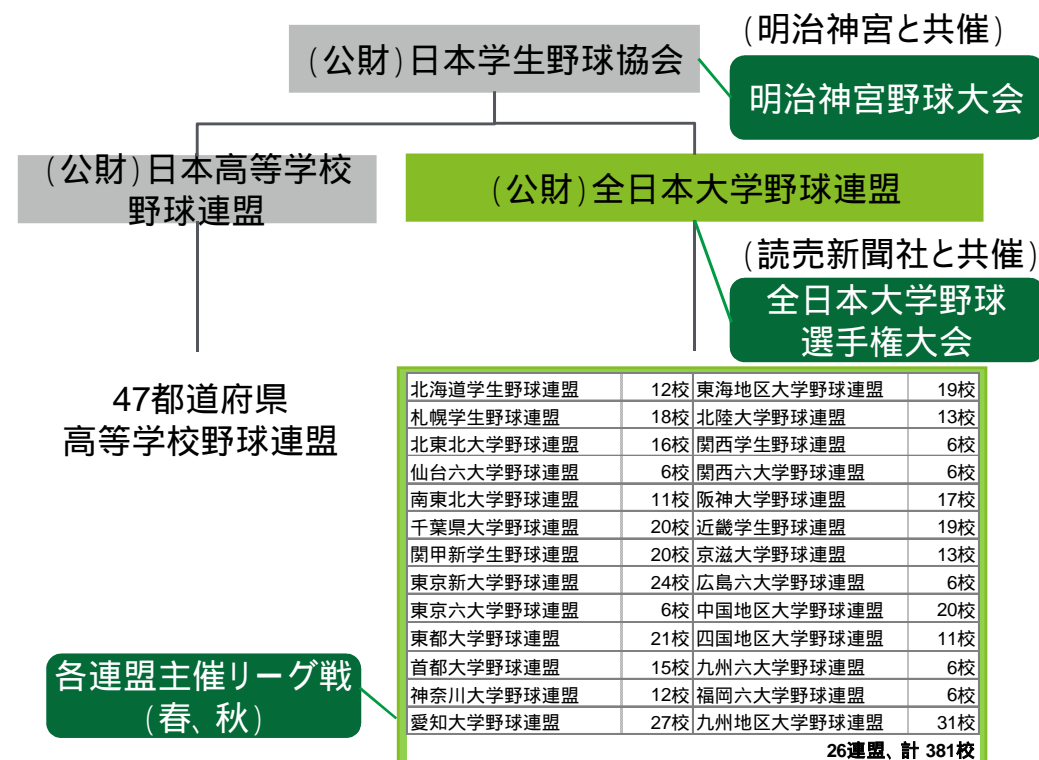 (明治神宮と共催)
(公財)日本学生野球協会
明治神宮野球大会
(公財)日本高等学校
野球連盟
(公財)全日本大学野球連盟
(読売新聞社と共催)
全日本大学野球
選手権大会
47都道府県
高等学校野球連盟
北海道学生野球連盟 12校 東海地区大学野球連盟 19校
札幌学生野球連盟 18校 北陸大学野球連盟 13校
北東北大学野球連盟 16校 関西学生野球連盟 6校
仙台六大学野球連盟 6校 関西六大学野球連盟 6校
南東北大学野球連盟 11校 阪神大学野球連盟 17校
千葉県大学野球連盟 20校 近畿学生野球連盟 19校
関甲新学生野球連盟 20校 京滋大学野球連盟 13校
東京新大学野球連盟 24校 広島六大学野球連盟 6校
東京六大学野球連盟 6校 中国地区大学野球連盟 20校
東都大学野球連盟 21校 四国地区大学野球連盟 11校
首都大学野球連盟 15校 九州六大学野球連盟 6校
神奈川大学野球連盟 12校 福岡六大学野球連盟 6校
愛知大学野球連盟 27校 九州地区大学野球連盟 31校
26連盟、計 381校
各連盟主催リーグ戦
(春、秋)